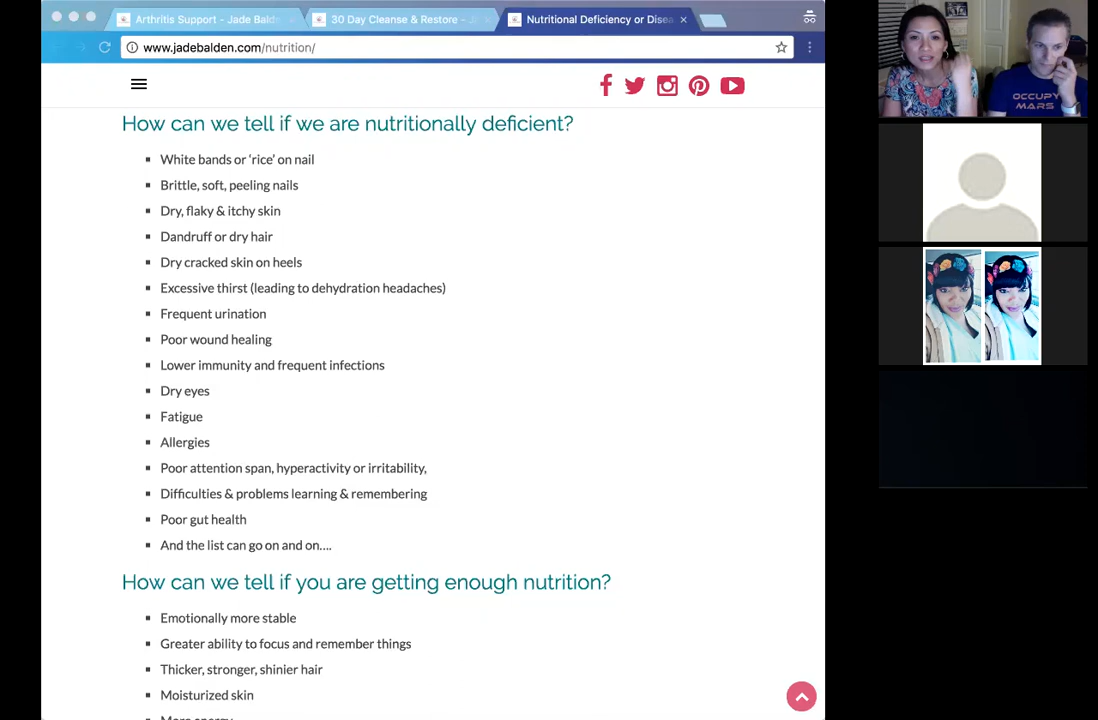 Arthritis Support - Jade Bald
30 Day Cleanse & Restore - J
Nutritional Deficiency or Disea
www.jadebalden.com/nutrition/
How can we tell if we are nutritionally deficient?
White bands or ‘rice’ on nail
Brittle, soft, peeling nails
Dry, flaky & itchy skin
Dandruff or dry hair
Dry cracked skin on heels
Excessive thirst (leading to dehydration headaches)
Frequent urination
Poor wound healing
Lower immunity and frequent infections
Dry eyes
Fatigue
Allergies
Poor attention span, hyperactivity or irritability,
Difficulties & problems learning & remembering
Poor gut health
And the list can go on and on….
How can we tell if you are getting enough nutrition?
Emotionally more stable
Greater ability to focus and remember things
Thicker, stronger, shinier hair
Moisturized skin
More energy
OCCUPY
MARS